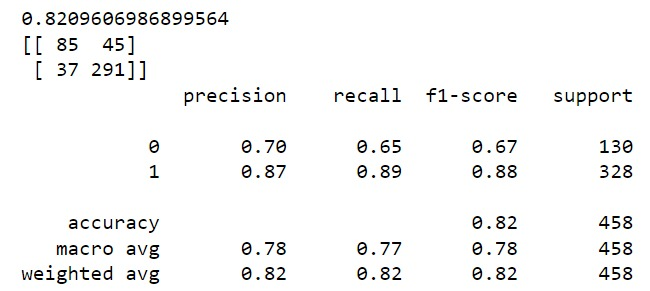 0.8209606986899564
[[ 85  45]
 [ 37 291]]
              precision    recall  f1-score   support

           0       0.70      0.65      0.67       130
           1       0.87      0.89      0.88       328

    accuracy                           0.82       458
   macro avg       0.78      0.77      0.78       458
weighted avg       0.82      0.82      0.82       458